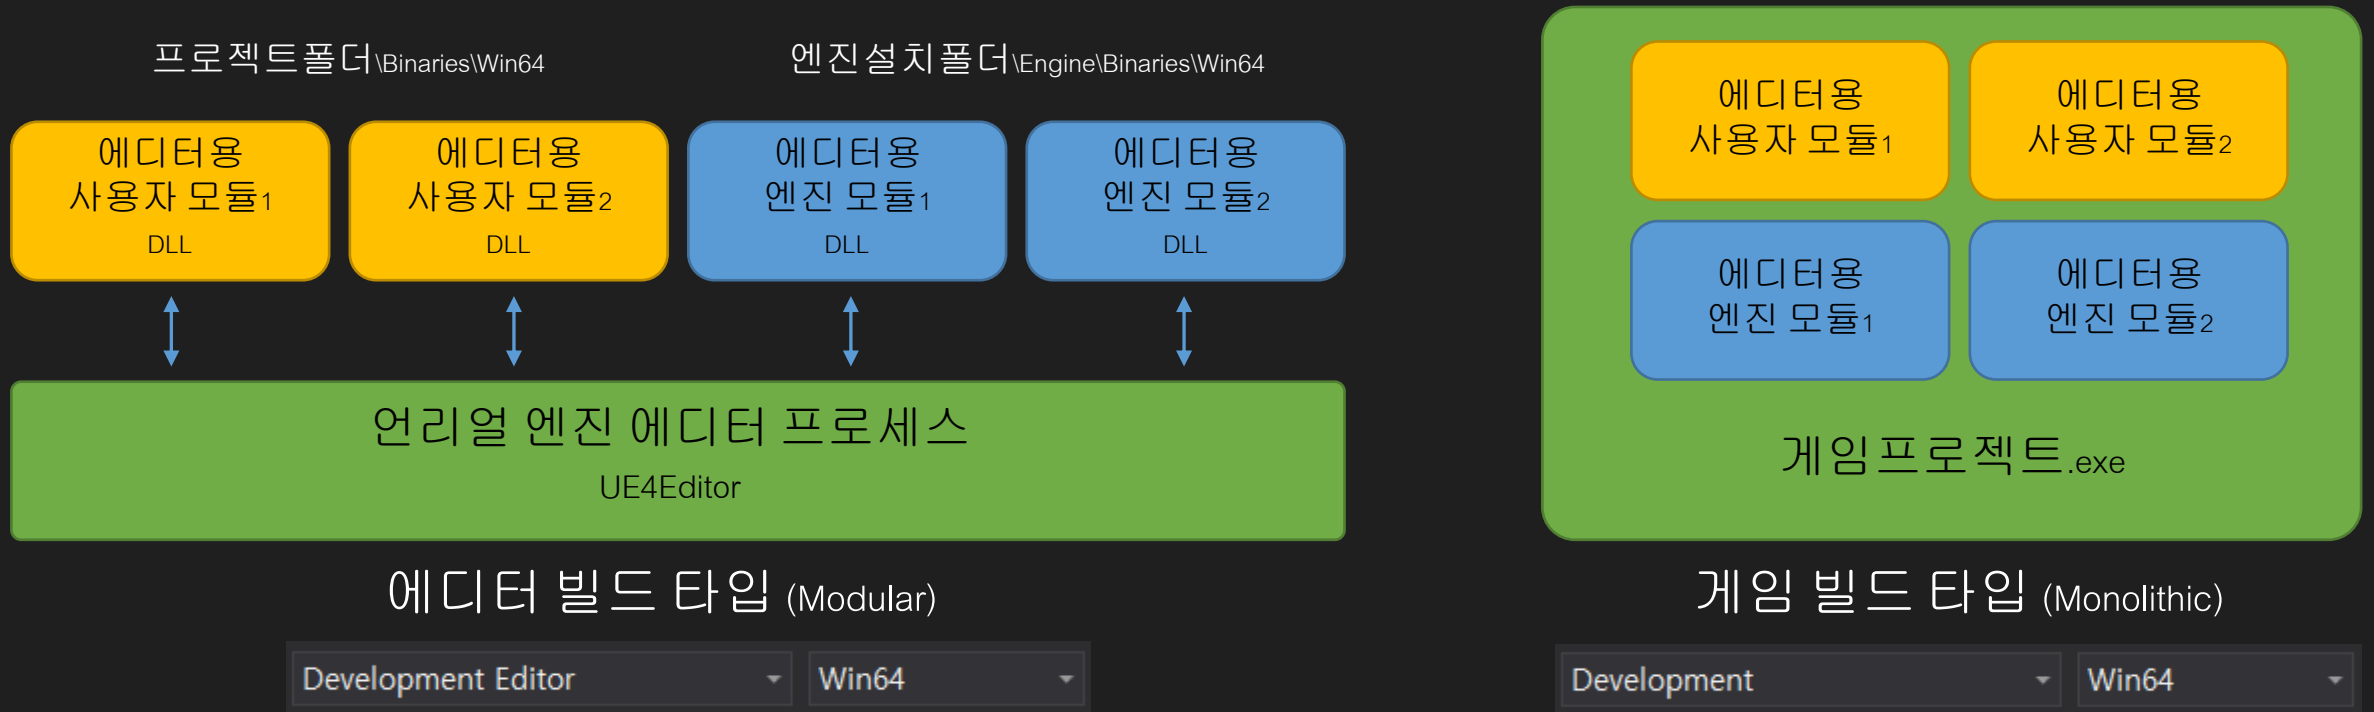 프로젝트폴더\Binaries\Win64
엔진설치폴더\Engine\Binaries\Win64
에디터용
사용자 모듈1
DLL
에디터용
사용자 모듈2
DLL
에디터용
엔진 모듈1
DLL
에디터용
엔진 모듈2
DLL
언리얼 엔진 에디터 프로세스
UE4Editor
에디터 빌드 타입 (Modular)
Development Editor
Win64
에디터용
사용자 모듈1
에디터용
사용자 모듈2
에디터용
엔진 모듈1
에디터용
엔진 모듈2
게임프로젝트.exe
게임 빌드 타입 (Monolithic)
Development
Win64